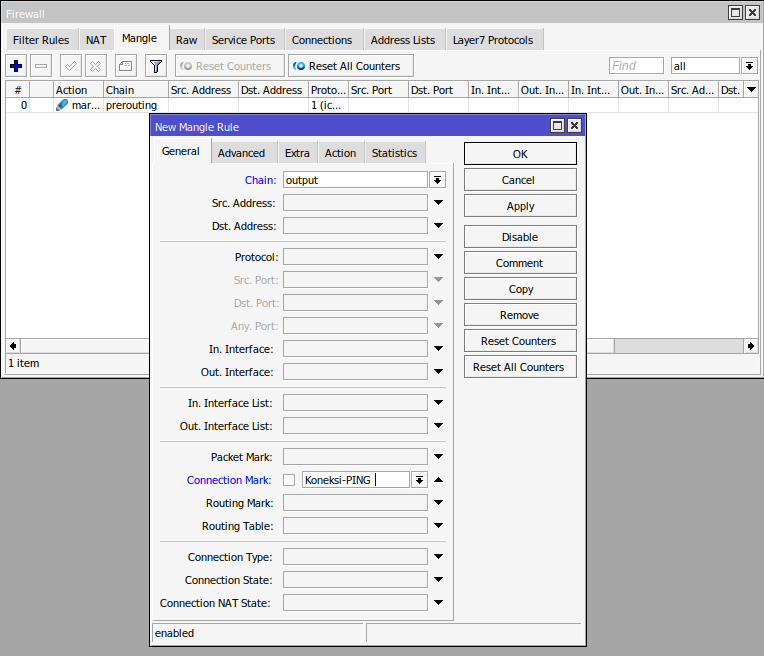 Firewall
Filter Rules NAT Mangle Raw Service Ports Connections Address Lists Layer7 Protocols
Reset Counters Reset All Counters Find all
# Action Chain Src. Address Dst. Address Proto... Src. Port Dst. Port In. Int... Out. In... In. Int... Out. In... Src. Ad... Dst.
0 mar... prerouting 1 (ic...
New Mangle Rule
General Advanced Extra Action Statistics
Chain: output
Src. Address:
Dst. Address:
Protocol:
Src. Port:
Dst. Port:
Any. Port:
In. Interface:
Out. Interface:
In. Interface List:
Out. Interface List:
Packet Mark:
Connection Mark: Koneksi-PING
Routing Mark:
Routing Table:
Connection Type:
Connection State:
Connection NAT State:
enabled
OK
Cancel
Apply
Disable
Comment
Copy
Remove
Reset Counters
Reset All Counters
1 item